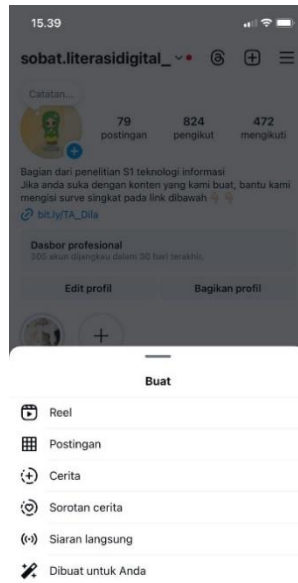 15.39
sobat.literasidigital_
Catatan...
79 824 472
postingan pengikut mengikuti
Bagian dari penelitian S1 teknologi informasi
Jika anda suka dengan konten yang kami buat, bantu kami
mengisi surve singkat pada link dibawah
bit.ly/TA_Dila
Dasbor profesional
305 akun dijangkau dalam 30 hari terakhir.
Edit profil Bagikan profil
Buat
Reel
Postingan
Cerita
Sorotan cerita
Siaran langsung
Dibuat untuk Anda